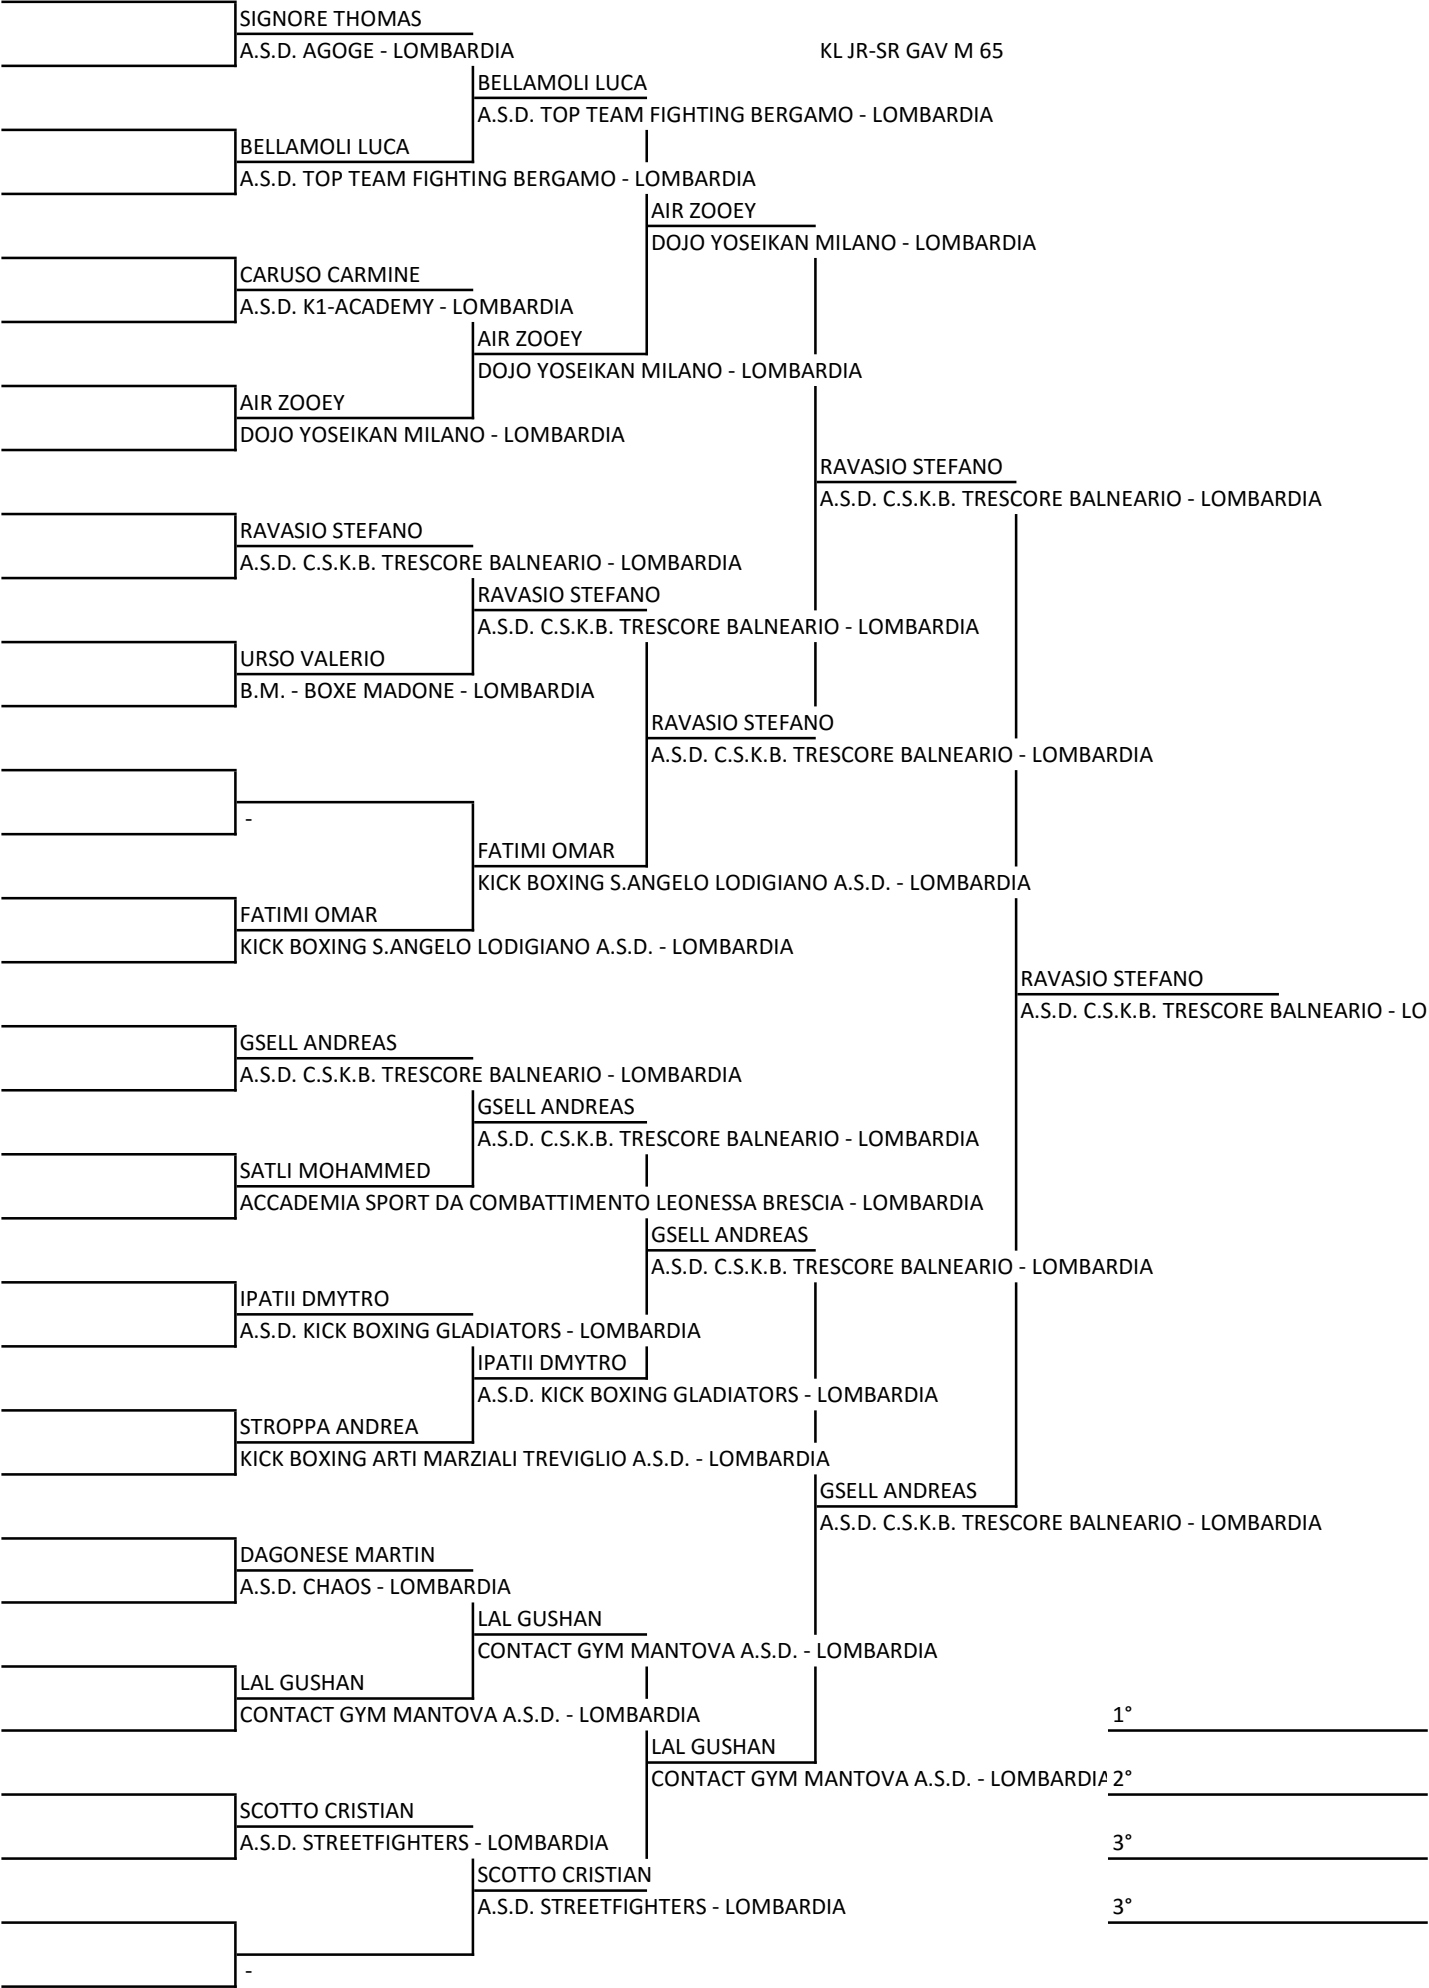 SIGNORE THOMAS
A.S.D. AGOGE - LOMBARDIA
KL JR-SR GAV M 65
BELLAMOLI LUCA
A.S.D. TOP TEAM FIGHTING BERGAMO - LOMBARDIA
BELLAMOLI LUCA
A.S.D. TOP TEAM FIGHTING BERGAMO - LOMBARDIA
AIR ZOOEY
DOJO YOSEIKAN MILANO - LOMBARDIA
CARUSO CARMINE
A.S.D. K1-ACADEMY - LOMBARDIA
AIR ZOOEY
DOJO YOSEIKAN MILANO - LOMBARDIA
AIR ZOOEY
DOJO YOSEIKAN MILANO - LOMBARDIA
RAVASIO STEFANO
A.S.D. C.S.K.B. TRESCORE BALNEARIO - LOMBARDIA
RAVASIO STEFANO
A.S.D. C.S.K.B. TRESCORE BALNEARIO - LOMBARDIA
RAVASIO STEFANO
A.S.D. C.S.K.B. TRESCORE BALNEARIO - LOMBARDIA
URSO VALERIO
B.M. - BOXE MADONE - LOMBARDIA
RAVASIO STEFANO
A.S.D. C.S.K.B. TRESCORE BALNEARIO - LOMBARDIA
-
FATIMI OMAR
KICK BOXING S.ANGELO LODIGIANO A.S.D. - LOMBARDIA
FATIMI OMAR
KICK BOXING S.ANGELO LODIGIANO A.S.D. - LOMBARDIA
RAVASIO STEFANO
A.S.D. C.S.K.B. TRESCORE BALNEARIO - LO
GSELL ANDREAS
A.S.D. C.S.K.B. TRESCORE BALNEARIO - LOMBARDIA
GSELL ANDREAS
A.S.D. C.S.K.B. TRESCORE BALNEARIO - LOMBARDIA
SATLI MOHAMMED
ACCADEMIA SPORT DA COMBATTIMENTO LEONESSA BRESCIA - LOMBARDIA
GSELL ANDREAS
A.S.D. C.S.K.B. TRESCORE BALNEARIO - LOMBARDIA
IPATII DMYTRO
A.S.D. KICK BOXING GLADIATORS - LOMBARDIA
IPATII DMYTRO
A.S.D. KICK BOXING GLADIATORS - LOMBARDIA
STROPPA ANDREA
KICK BOXING ARTI MARZIALI TREVIGLIO A.S.D. - LOMBARDIA
GSELL ANDREAS
A.S.D. C.S.K.B. TRESCORE BALNEARIO - LOMBARDIA
DAGONESE MARTIN
A.S.D. CHAOS - LOMBARDIA
LAL GUSHAN
CONTACT GYM MANTOVA A.S.D. - LOMBARDIA
LAL GUSHAN
CONTACT GYM MANTOVA A.S.D. - LOMBARDIA
1°
LAL GUSHAN
CONTACT GYM MANTOVA A.S.D. - LOMBARDIA
2°
SCOTTO CRISTIAN
A.S.D. STREETFIGHTERS - LOMBARDIA
3°
SCOTTO CRISTIAN
A.S.D. STREETFIGHTERS - LOMBARDIA
3°
-